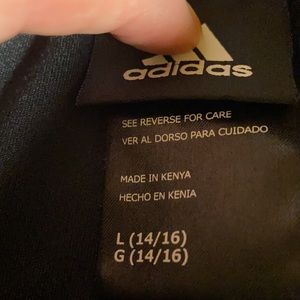 adidas
SEE REVERSE FOR CARE
VER AL DORSO PARA CUIDADO
MADE IN KENYA
HECHO EN KENIA
L (14/16)
G (14/16)